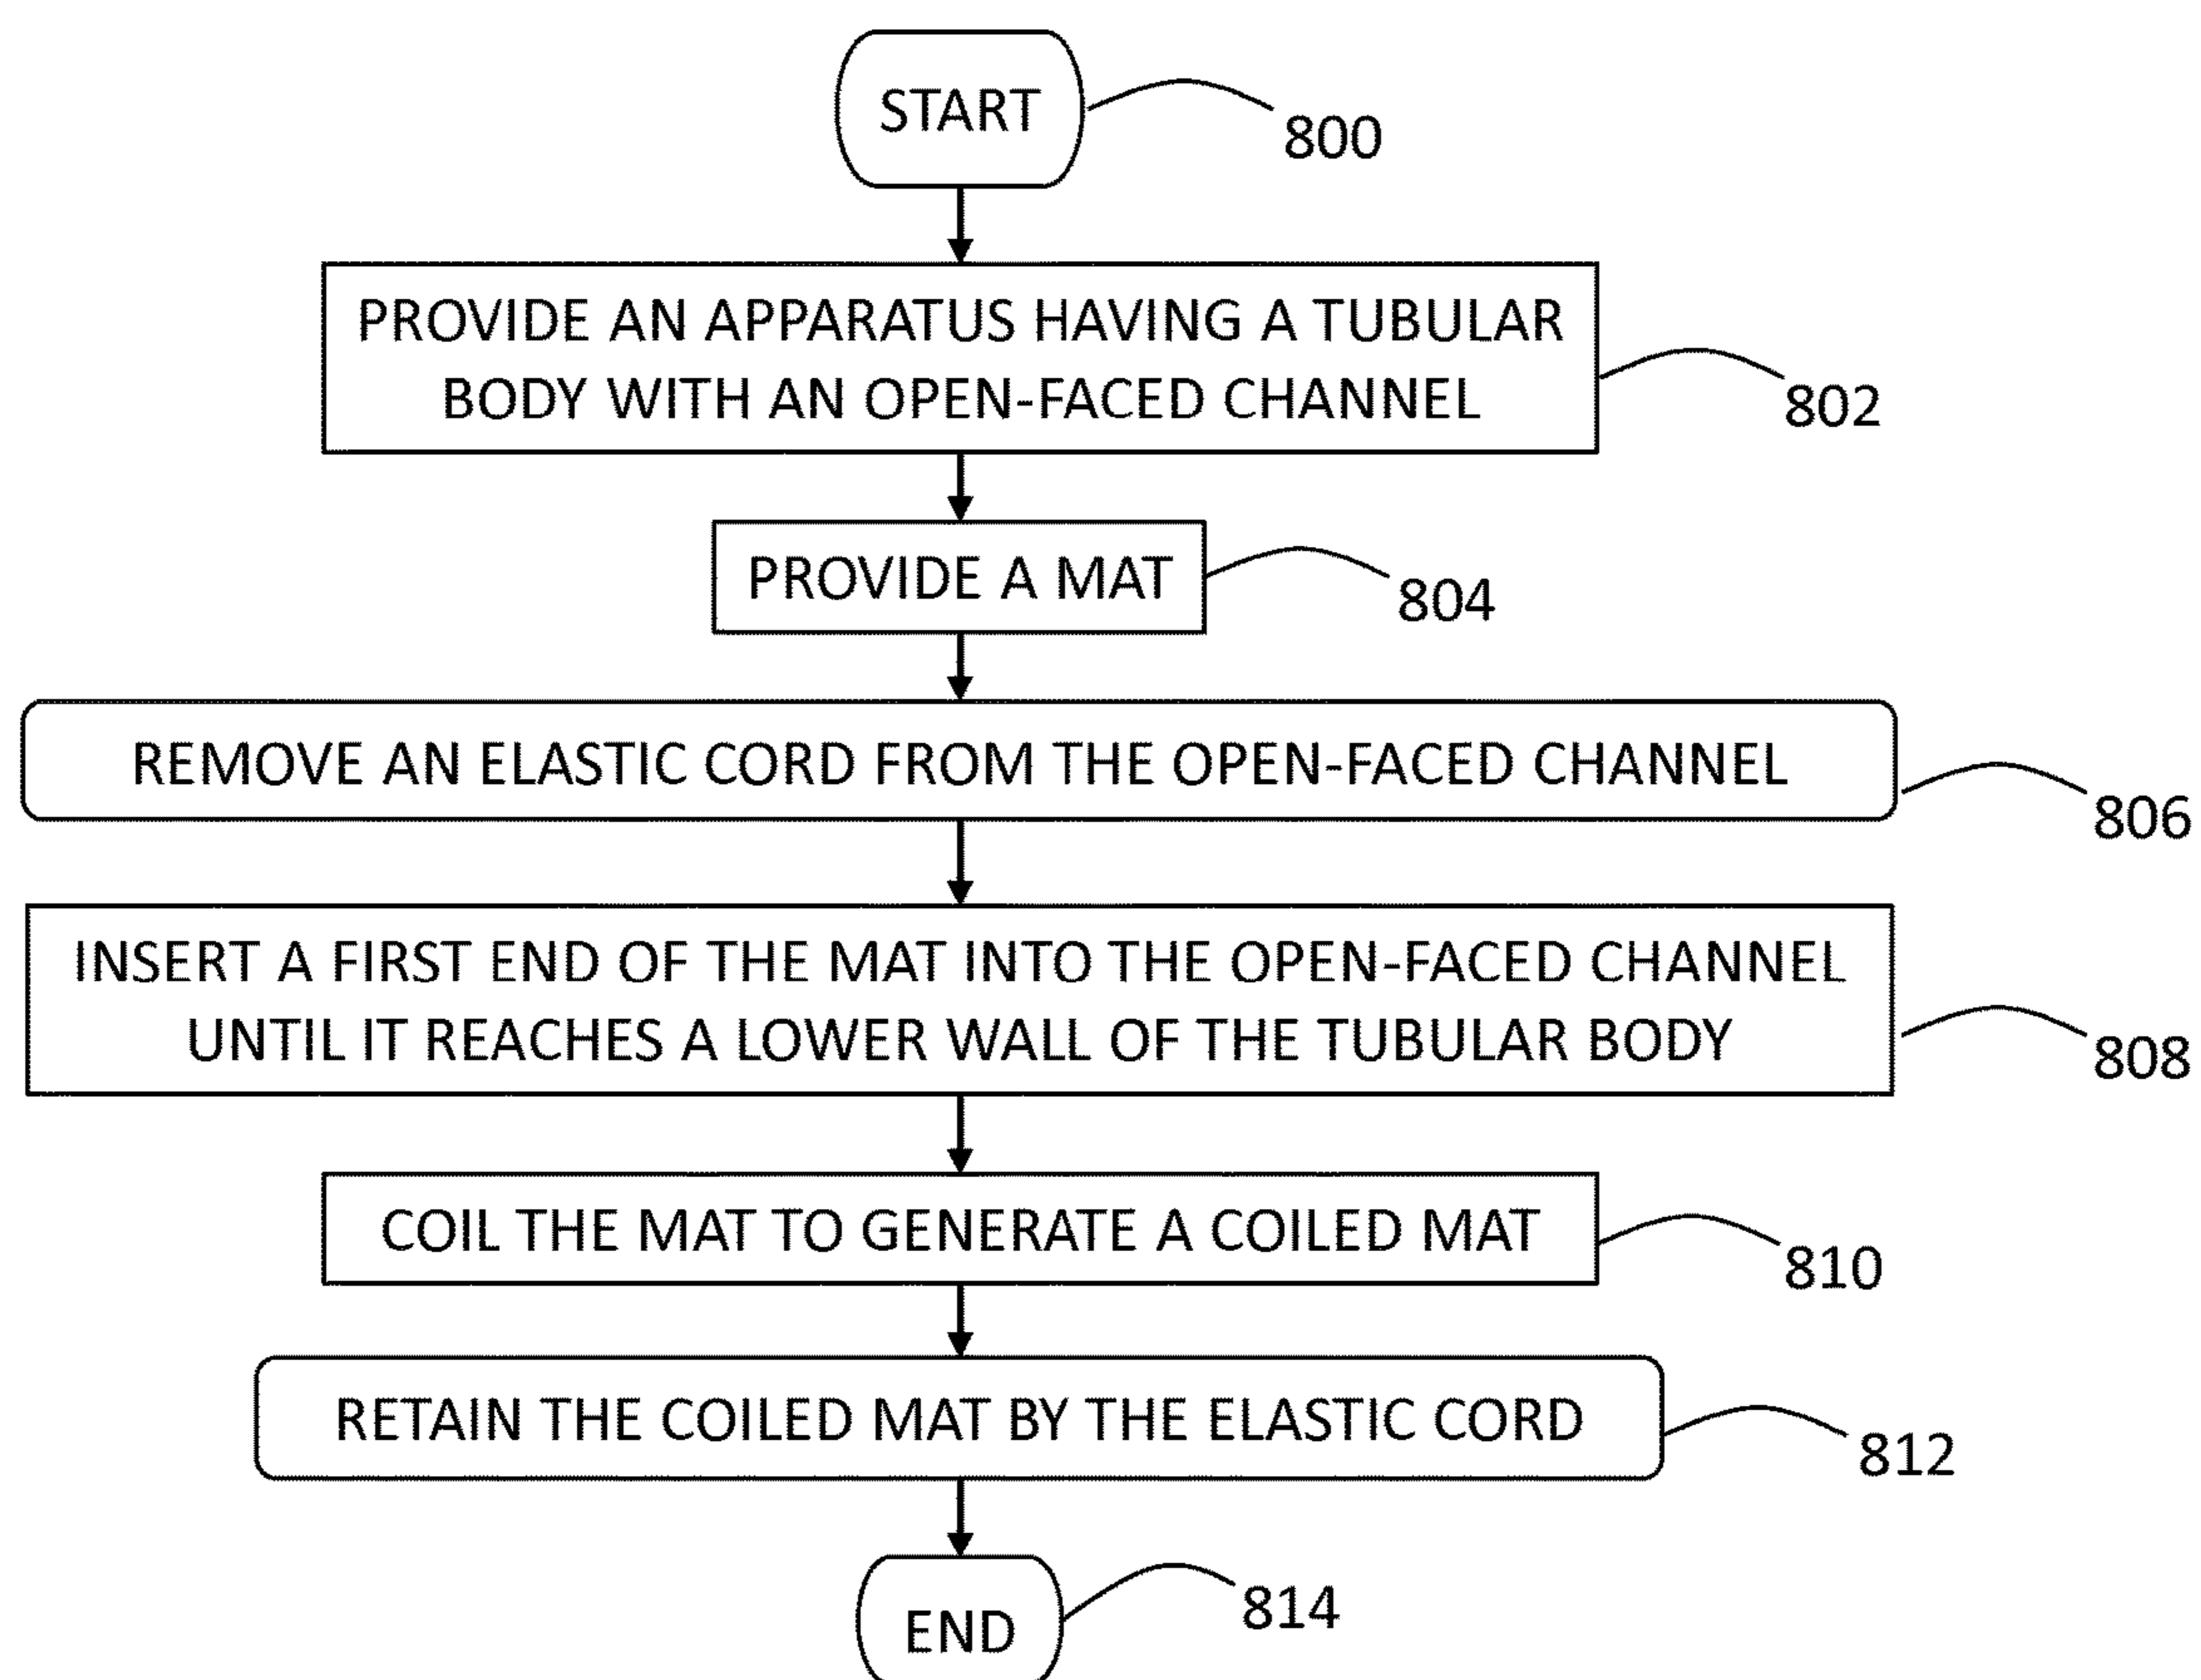 START
800
PROVIDE AN APPARATUS HAVING A TUBULAR
BODY WITH AN OPEN-FACED CHANNEL
802
PROVIDE A MAT
804
REMOVE AN ELASTIC CORD FROM THE OPEN-FACED CHANNEL
806
INSERT A FIRST END OF THE MAT INTO THE OPEN-FACED CHANNEL
UNTIL IT REACHES A LOWER WALL OF THE TUBULAR BODY
808
COIL THE MAT TO GENERATE A COILED MAT
810
RETAIN THE COILED MAT BY THE ELASTIC CORD
812
END
814